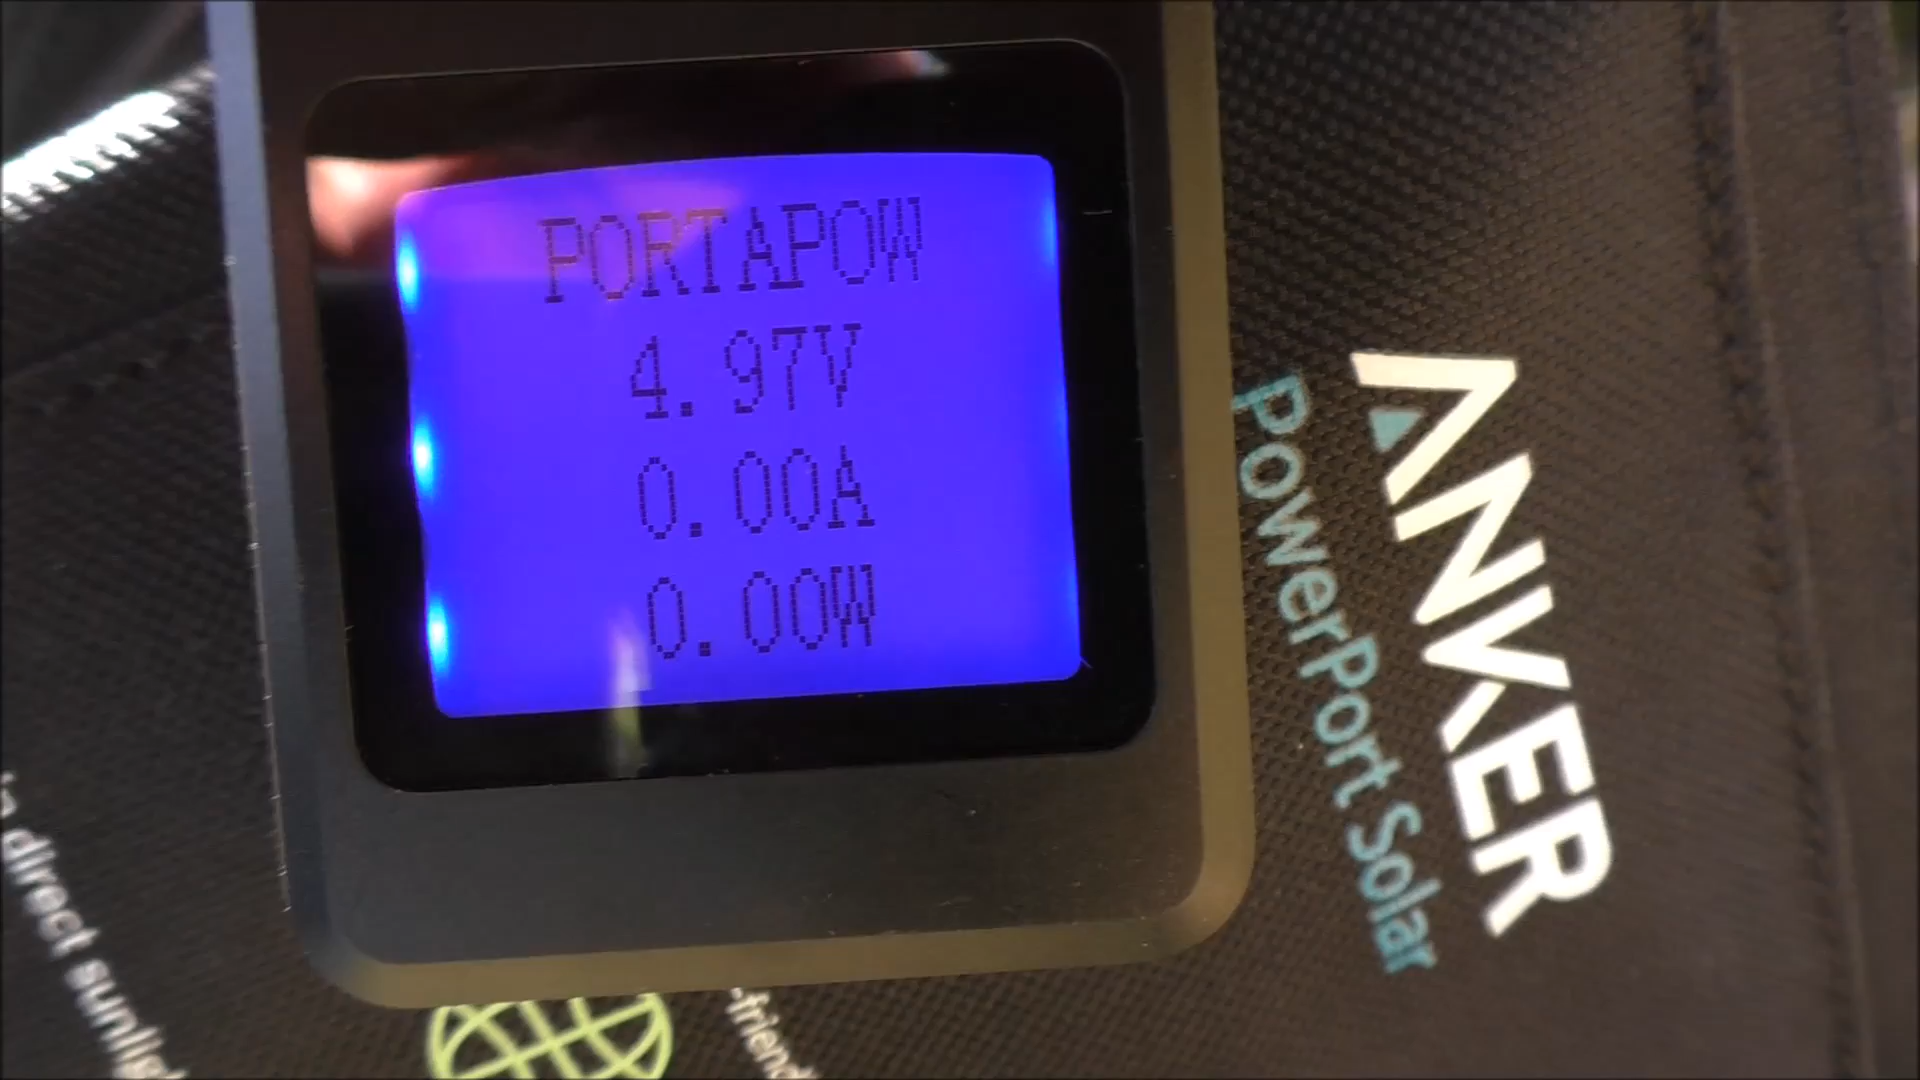 PORTAPOW
4.97V
0.00A
0.00W
ANKER
PowerPort Solar
direct sunlig
-friend